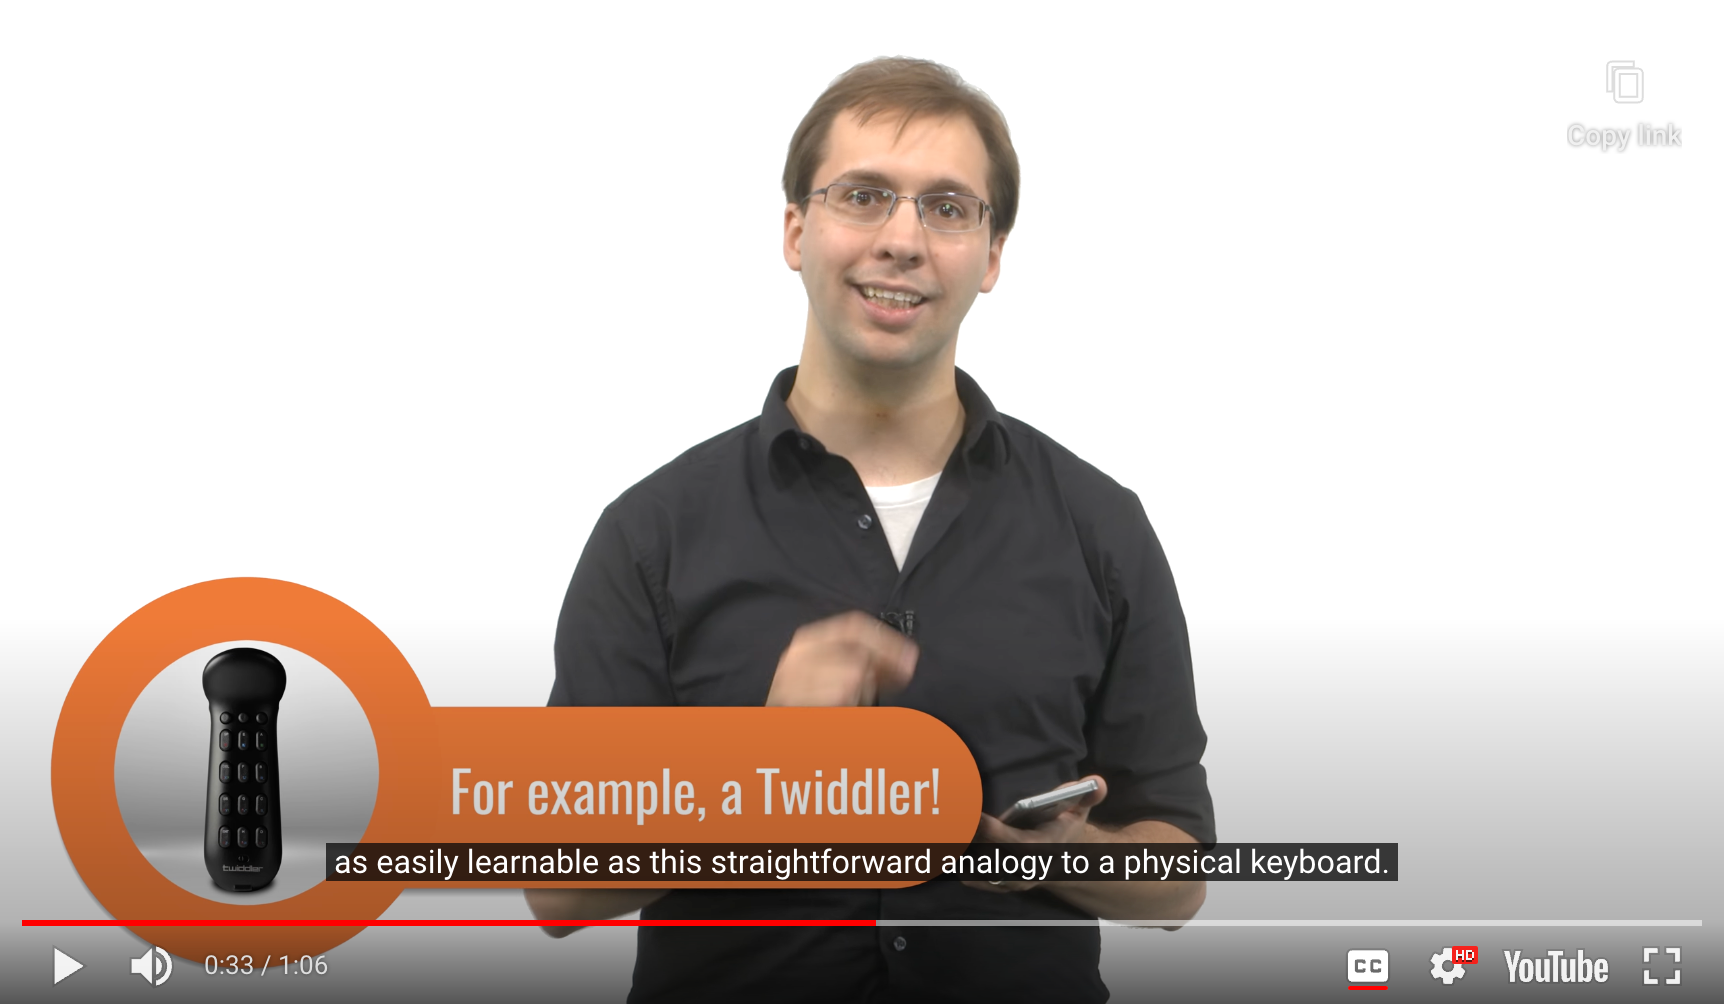 Copy link
For example, a Twiddler!
twiddler
as easily learnable as this straightforward analogy to a physical keyboard.
0:33 / 1:06
CC
HD
YouTube